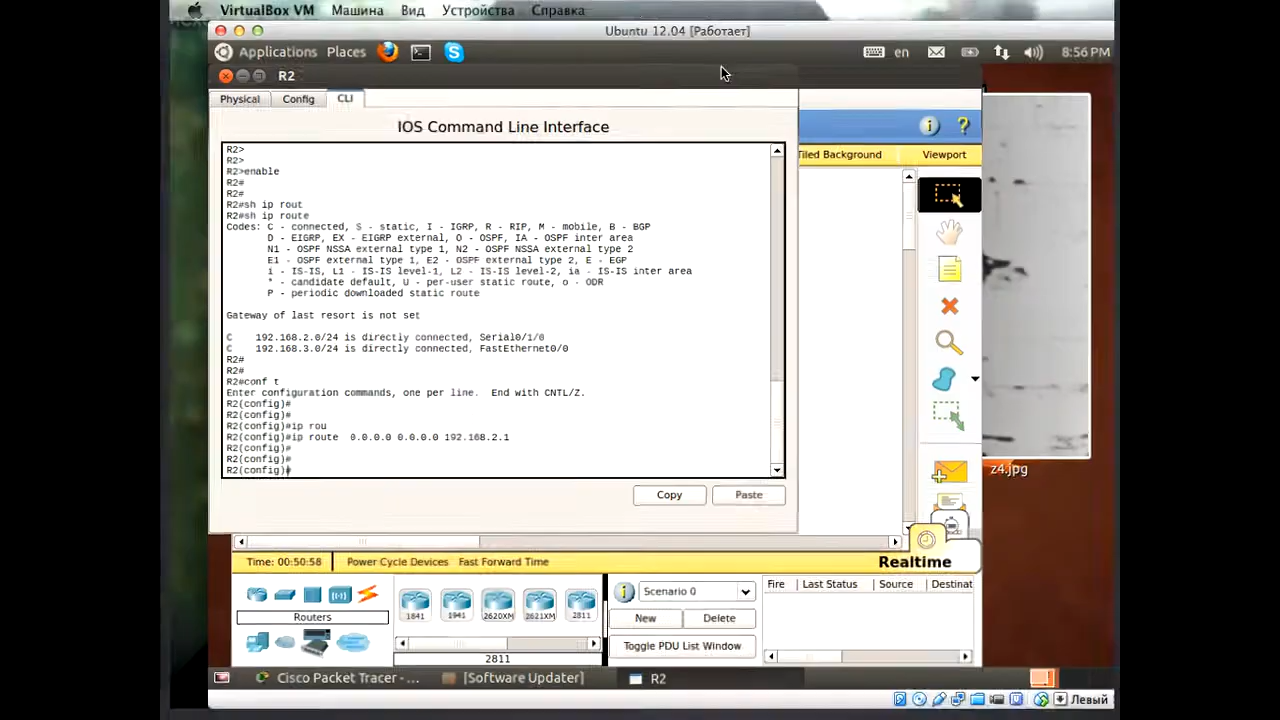 VirtualBox VM Машина Вид Устройства Справка
Ubuntu 12.04 [Работает]
Applications Places en 8:56 PM
R2
Physical Config CLI
IOS Command Line Interface
R2>
R2>
R2>enable
R2#
R2#
R2#sh ip rout
R2#sh ip route
Codes: C - connected, S - static, I - IGRP, R - RIP, M - mobile, B - BGP
D - EIGRP, EX - EIGRP external, O - OSPF, IA - OSPF inter area
N1 - OSPF NSSA external type 1, N2 - OSPF NSSA external type 2
E1 - OSPF external type 1, E2 - OSPF external type 2, E - EGP
i - IS-IS, L1 - IS-IS level-1, L2 - IS-IS level-2, ia - IS-IS inter area
* - candidate default, U - per-user static route, o - ODR
P - periodic downloaded static route
Gateway of last resort is not set
C 192.168.2.0/24 is directly connected, Serial0/1/0
C 192.168.3.0/24 is directly connected, FastEthernet0/0
R2#
R2#
R2#conf t
Enter configuration commands, one per line. End with CNTL/Z.
R2(config)#
R2(config)#
R2(config)#ip rou
R2(config)#ip route 0.0.0.0 0.0.0.0 192.168.2.1
R2(config)#
R2(config)#
R2(config)#
Copy Paste
Tiled Background Viewport
z4.jpg
Time: 00:50:58 Power Cycle Devices Fast Forward Time Realtime
Routers
1841 1941 2620XM 2621XM 2811
2811
Scenario 0
New Delete
Toggle PDU List Window
Fire Last Status Source Destinat
Cisco Packet Tracer - ... [Software Updater] R2
Левый